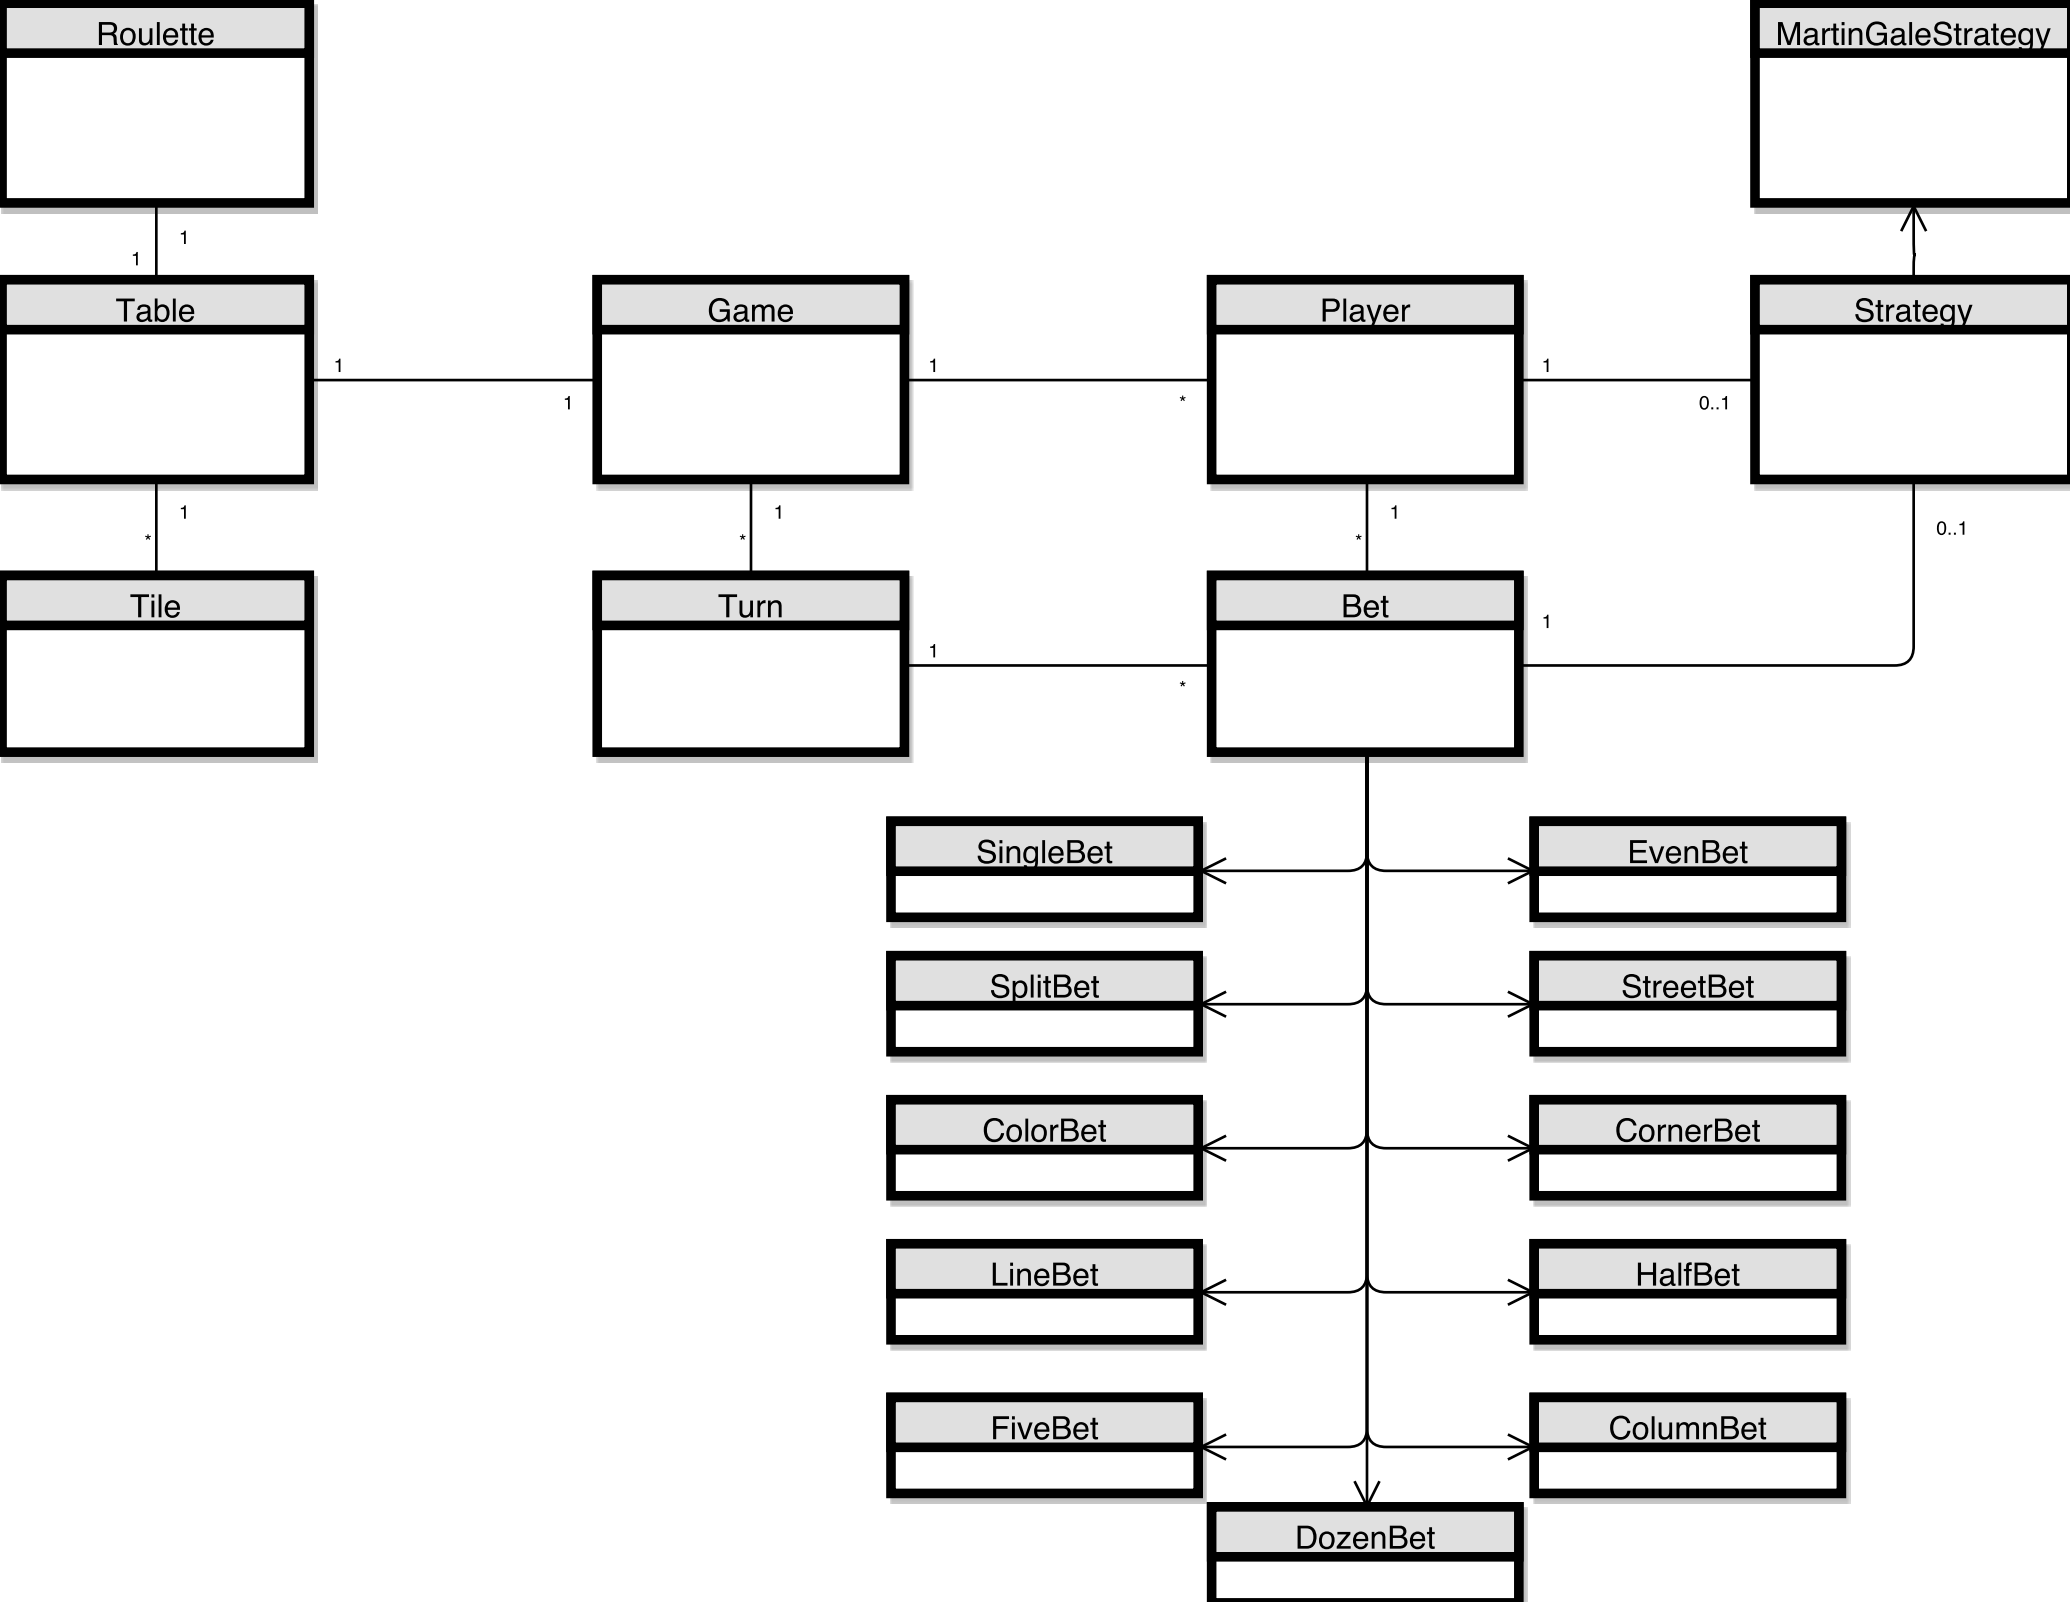 Roulette
MartinGaleStrategy
1
1
Table
Game
Player
Strategy
1
1
1
*
1
0..1
1
*
1
*
1
*
0..1
Tile
Turn
Bet
1
1
*
SingleBet
EvenBet
SplitBet
StreetBet
ColorBet
CornerBet
LineBet
HalfBet
FiveBet
ColumnBet
DozenBet